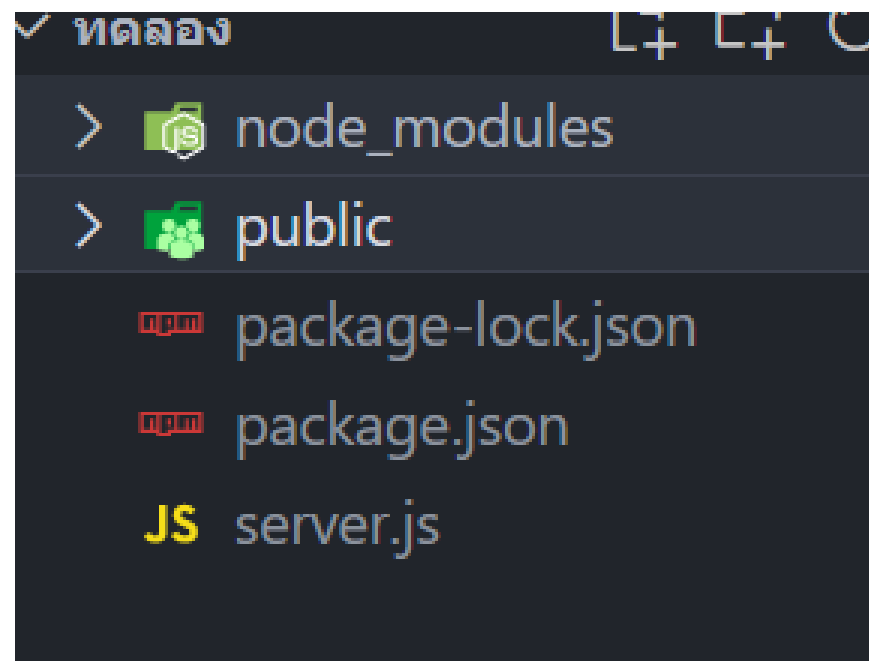 ทดลอง
node_modules
public
package-lock.json
package.json
JS server.js